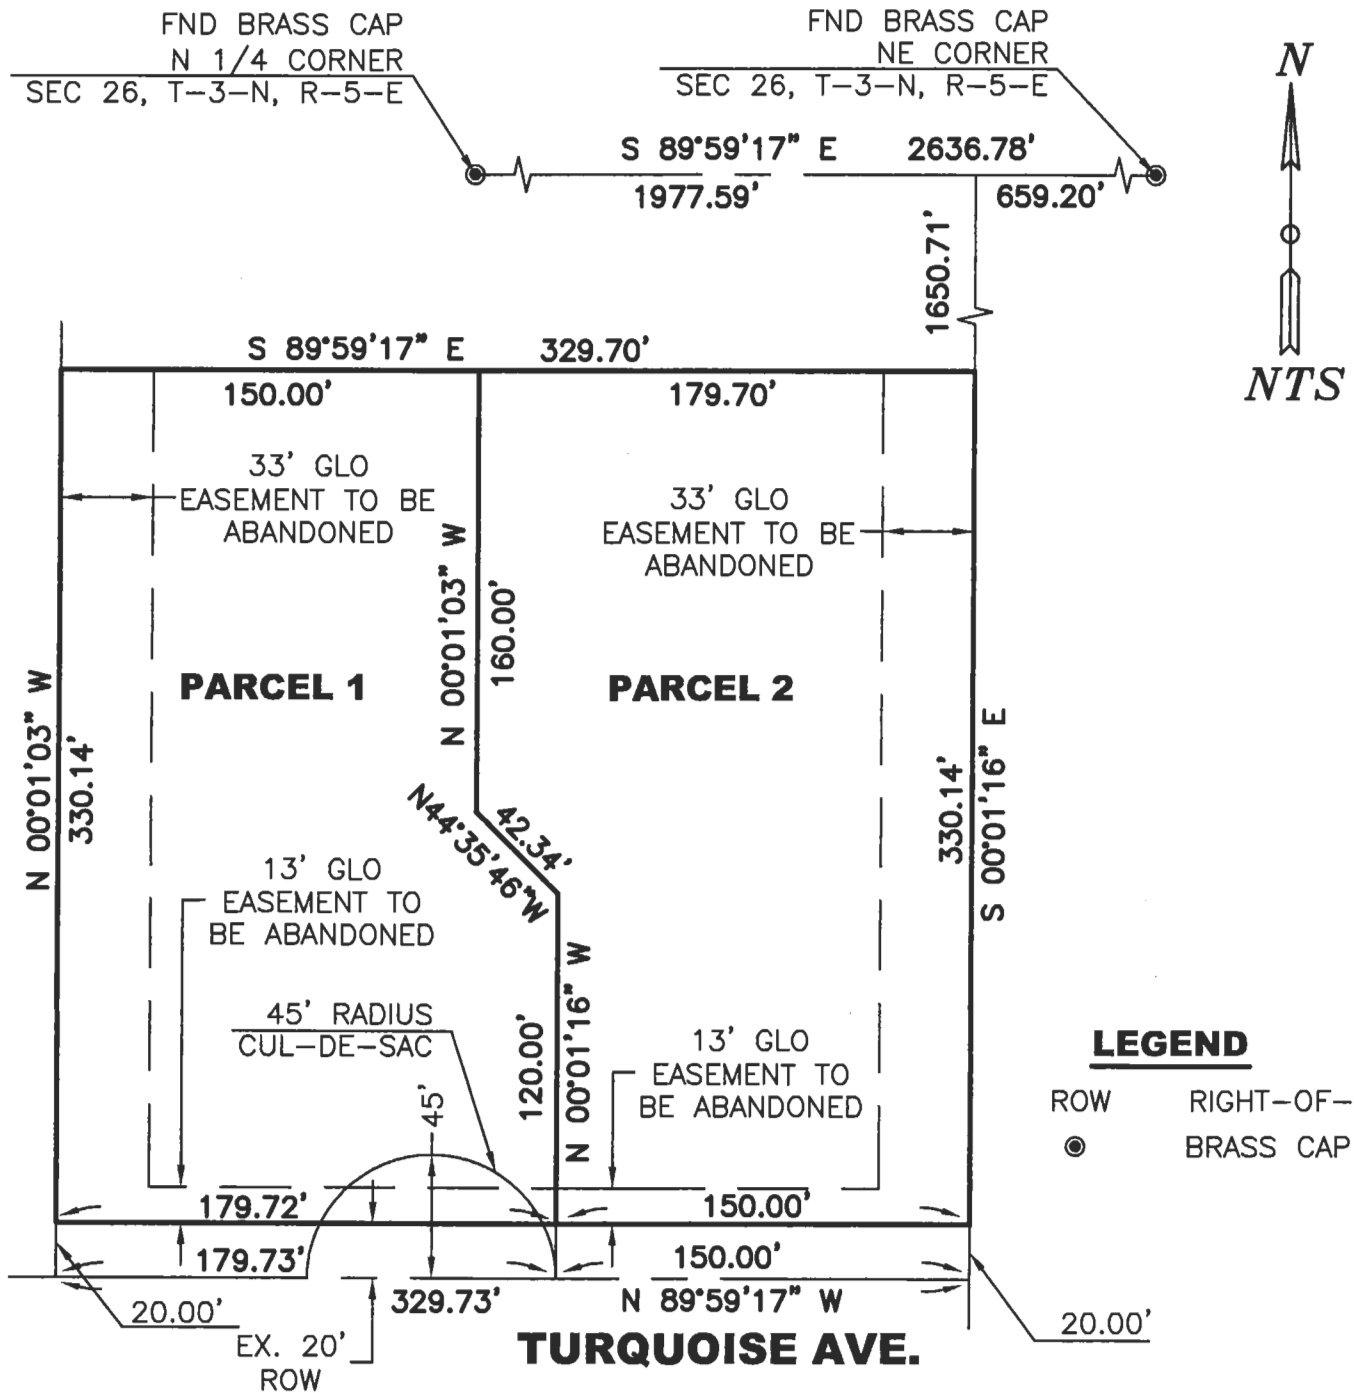 FND BRASS CAP
N 1/4 CORNER
SEC 26, T-3-N, R-5-E
FND BRASS CAP
NE CORNER
SEC 26, T-3-N, R-5-E
N
NTS
S 89°59'17" E 2636.78'
1977.59'
659.20'
1650.71'
S 89°59'17" E 329.70'
150.00'
179.70'
33' GLO
EASEMENT TO BE
ABANDONED
33' GLO
EASEMENT TO BE
ABANDONED
N 00°01'03" W
160.00'
PARCEL 1
PARCEL 2
N 00°01'03" W
330.14'
330.14'
S 00°01'16" E
42.34'
N44°35'46"W
13' GLO
EASEMENT TO
BE ABANDONED
45' RADIUS
CUL-DE-SAC
45'
120.00'
N 00°01'16" W
13' GLO
EASEMENT TO
BE ABANDONED
LEGEND
ROW RIGHT-OF-
BRASS CAP
179.72'
150.00'
179.73'
150.00'
329.73'
N 89°59'17" W
20.00'
20.00'
EX. 20'
ROW
TURQUOISE AVE.